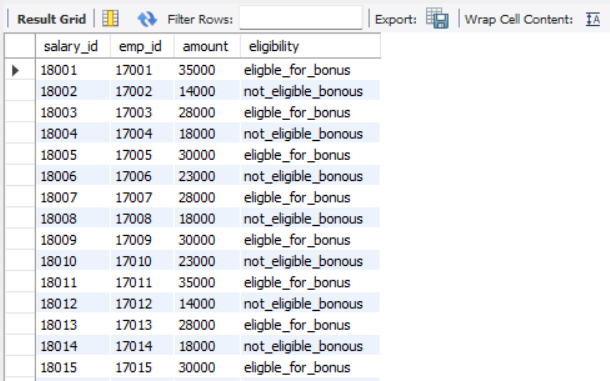 Result Grid Filter Rows: Export: Wrap Cell Content: IA
salary_id emp_id amount eligibility
18001 17001 35000 eligble_for_bonus
18002 17002 14000 not_eligible_bonous
18003 17003 28000 eligble_for_bonus
18004 17004 18000 not_eligible_bonous
18005 17005 30000 eligble_for_bonus
18006 17006 23000 not_eligible_bonous
18007 17007 28000 eligble_for_bonus
18008 17008 18000 not_eligible_bonous
18009 17009 30000 eligble_for_bonus
18010 17010 23000 not_eligible_bonous
18011 17011 35000 eligble_for_bonus
18012 17012 14000 not_eligible_bonous
18013 17013 28000 eligble_for_bonus
18014 17014 18000 not_eligible_bonous
18015 17015 30000 eligble_for_bonus